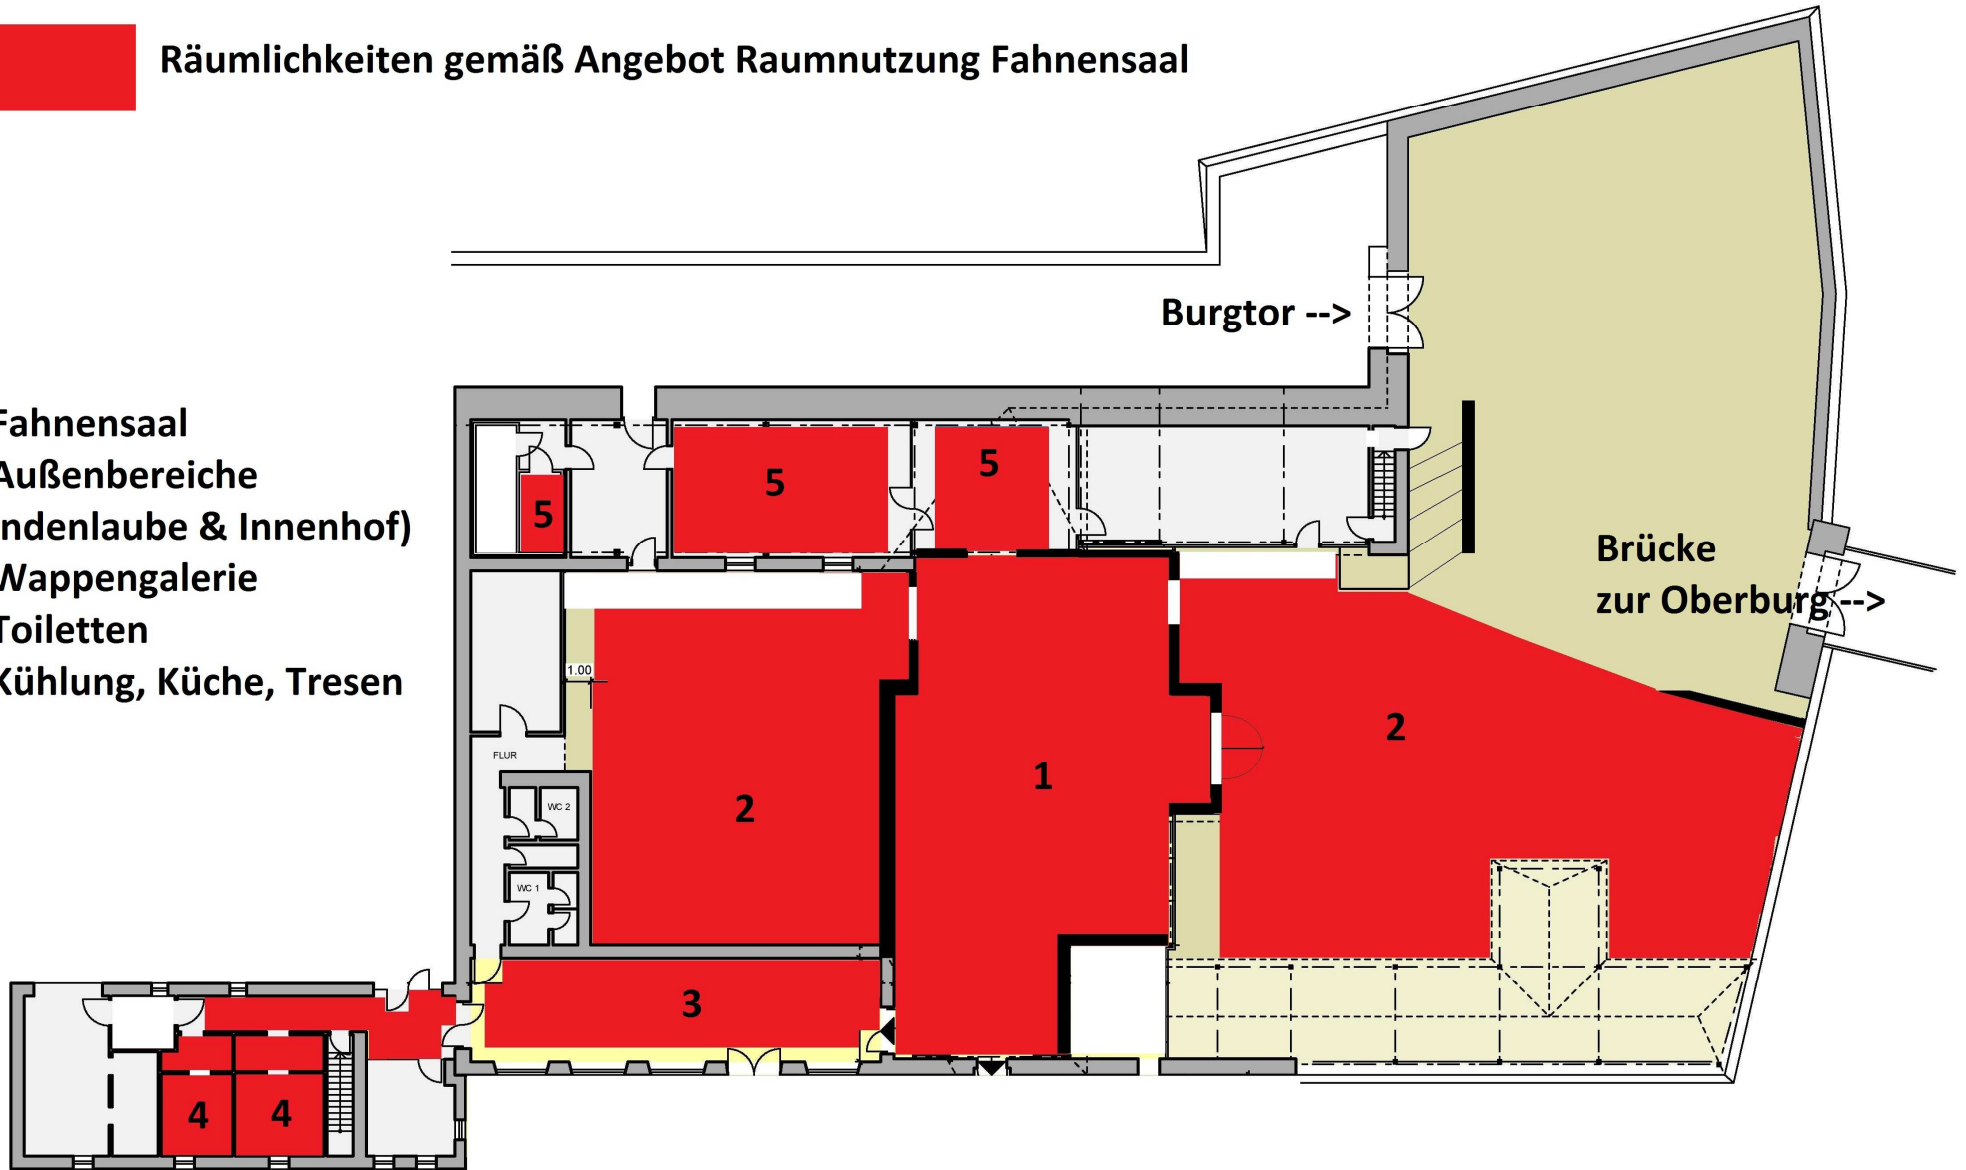 Räumlichkeiten gemäß Angebot Raumnutzung Fahnensaal
Burgtor -->
Fahnensaal
Außenbereiche
ndenlaube & Innenhof)
Wappengalerie
Toiletten
Kühlung, Küche, Tresen
5
5
5
Brücke
zur Oberburg -->
1.00
2
FLUR
1
WC 2
2
WC 1
3
4
4